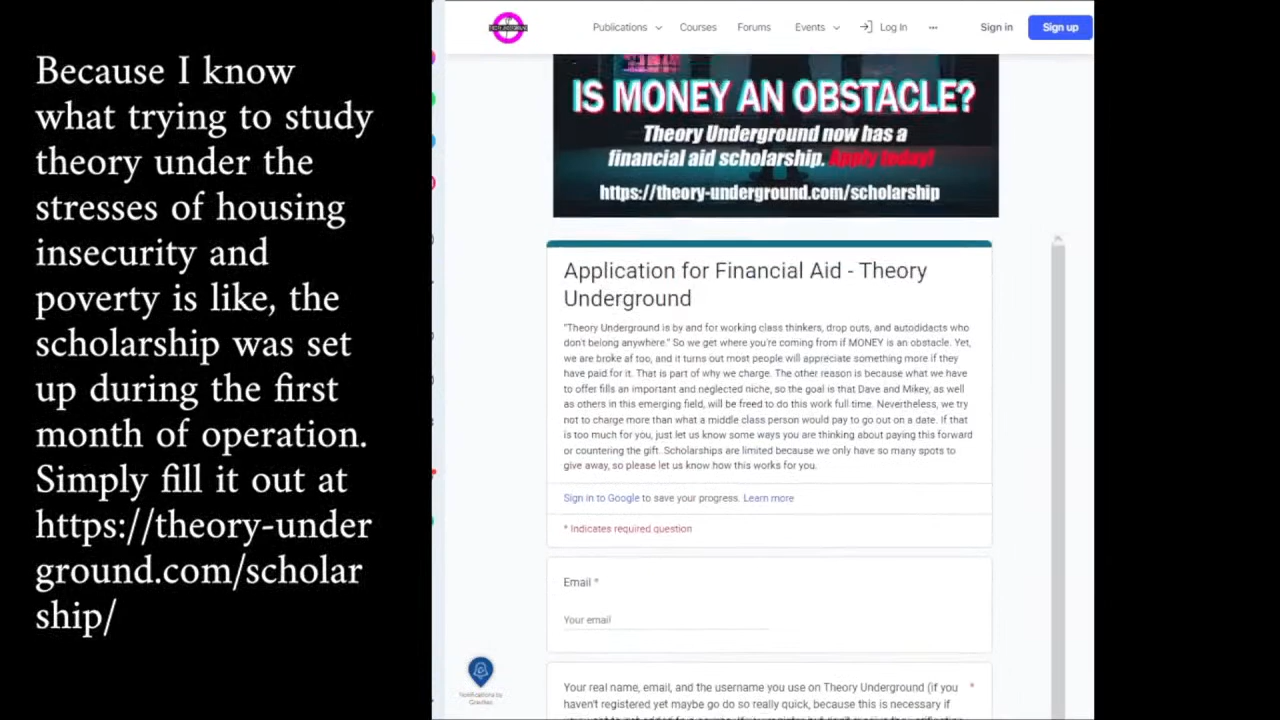 Because I know
what trying to study
theory under the
stresses of housing
insecurity and
poverty is like, the
scholarship was set
up during the first
month of operation.
Simply fill it out at
https://theory-under
ground.com/scholar
ship/
Publications
Courses
Forums
Events
Log In
Sign in
Sign up
IS MONEY AN OBSTACLE?
Theory Underground now has a
financial aid scholarship. Apply today!
https://theory-underground.com/scholarship
Application for Financial Aid - Theory
Underground
"Theory Underground is by and for working class thinkers, drop outs, and autodidacts who
don't belong anywhere." So we get where you're coming from if MONEY is an obstacle. Yet,
we are broke af too, and it turns out most people will appreciate something more if they
have paid for it. That is part of why we charge. The other reason is because what we have
to offer fills an important and neglected niche, so the goal is that Dave and Mikey, as well
as others in this emerging field, will be freed to do this work full time. Nevertheless, we try
not to charge more than what a middle class person would pay to go out on a date. If that
is too much for you, just let us know some ways you are thinking about paying this forward
or countering the gift. Scholarships are limited because we only have so many spots to
give away, so please let us know how this works for you.
Sign in to Google to save your progress. Learn more
* Indicates required question
Email *
Your email
Your real name, email, and the username you use on Theory Underground (if you *
haven't registered yet maybe go do so really quick, because this is necessary if
Notifications by